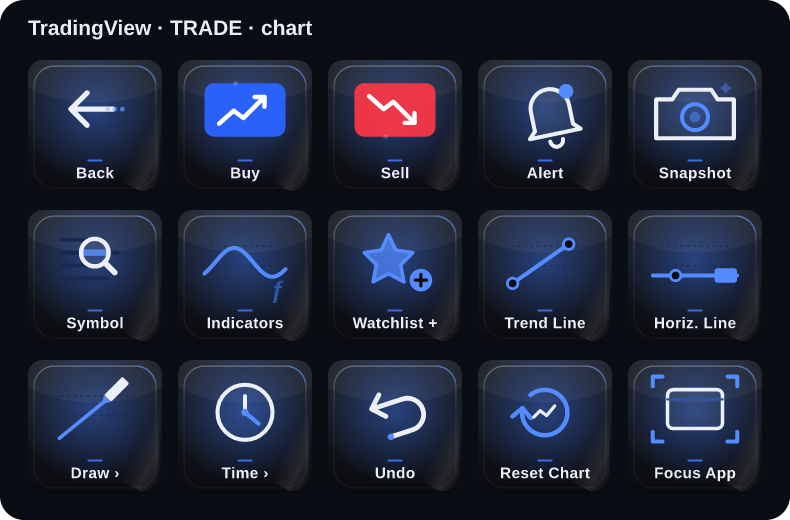 TradingView · TRADE · chart
Back
Buy
Sell
Alert
Snapshot
Symbol
Indicators
f
Watchlist +
Trend Line
Horiz. Line
Draw ›
Time ›
Undo
Reset Chart
Focus App